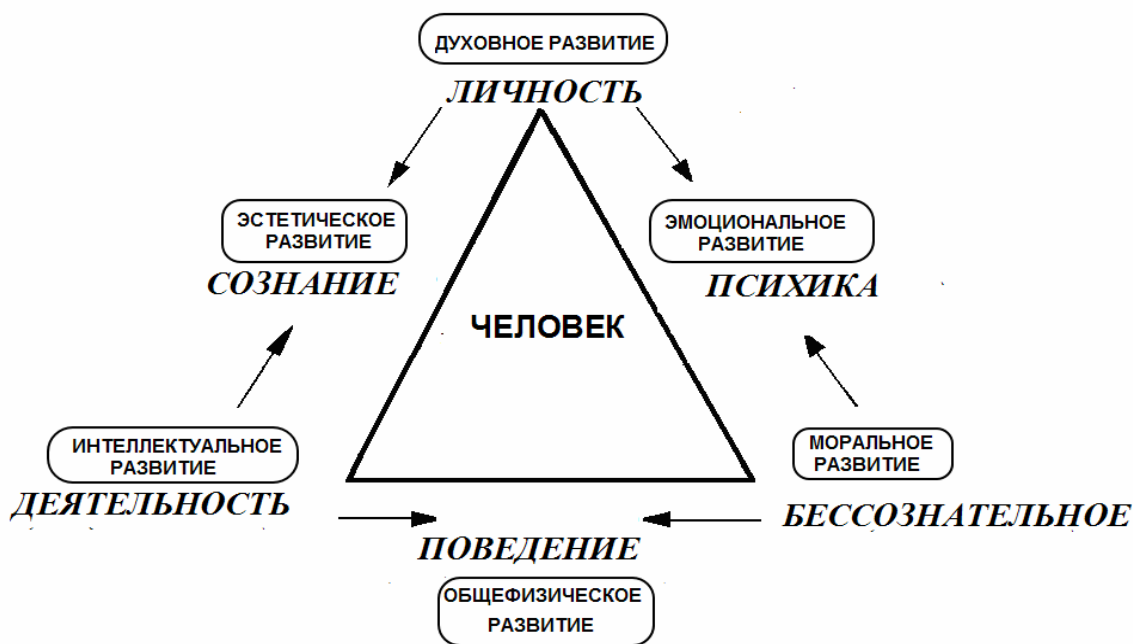 ДУХОВНОЕ РАЗВИТИЕ
ЛИЧНОСТЬ
ЭСТЕТИЧЕСКОЕ
РАЗВИТИЕ
СОЗНАНИЕ
ЭМОЦИОНАЛЬНОЕ
РАЗВИТИЕ
ПСИХИКА
ЧЕЛОВЕК
ИНТЕЛЛЕКТУАЛЬНОЕ
РАЗВИТИЕ
ДЕЯТЕЛЬНОСТЬ
МОРАЛЬНОЕ
РАЗВИТИЕ
БЕССОЗНАТЕЛЬНОЕ
ПОВЕДЕНИЕ
ОБЩЕФИЗИЧЕСКОЕ
РАЗВИТИЕ